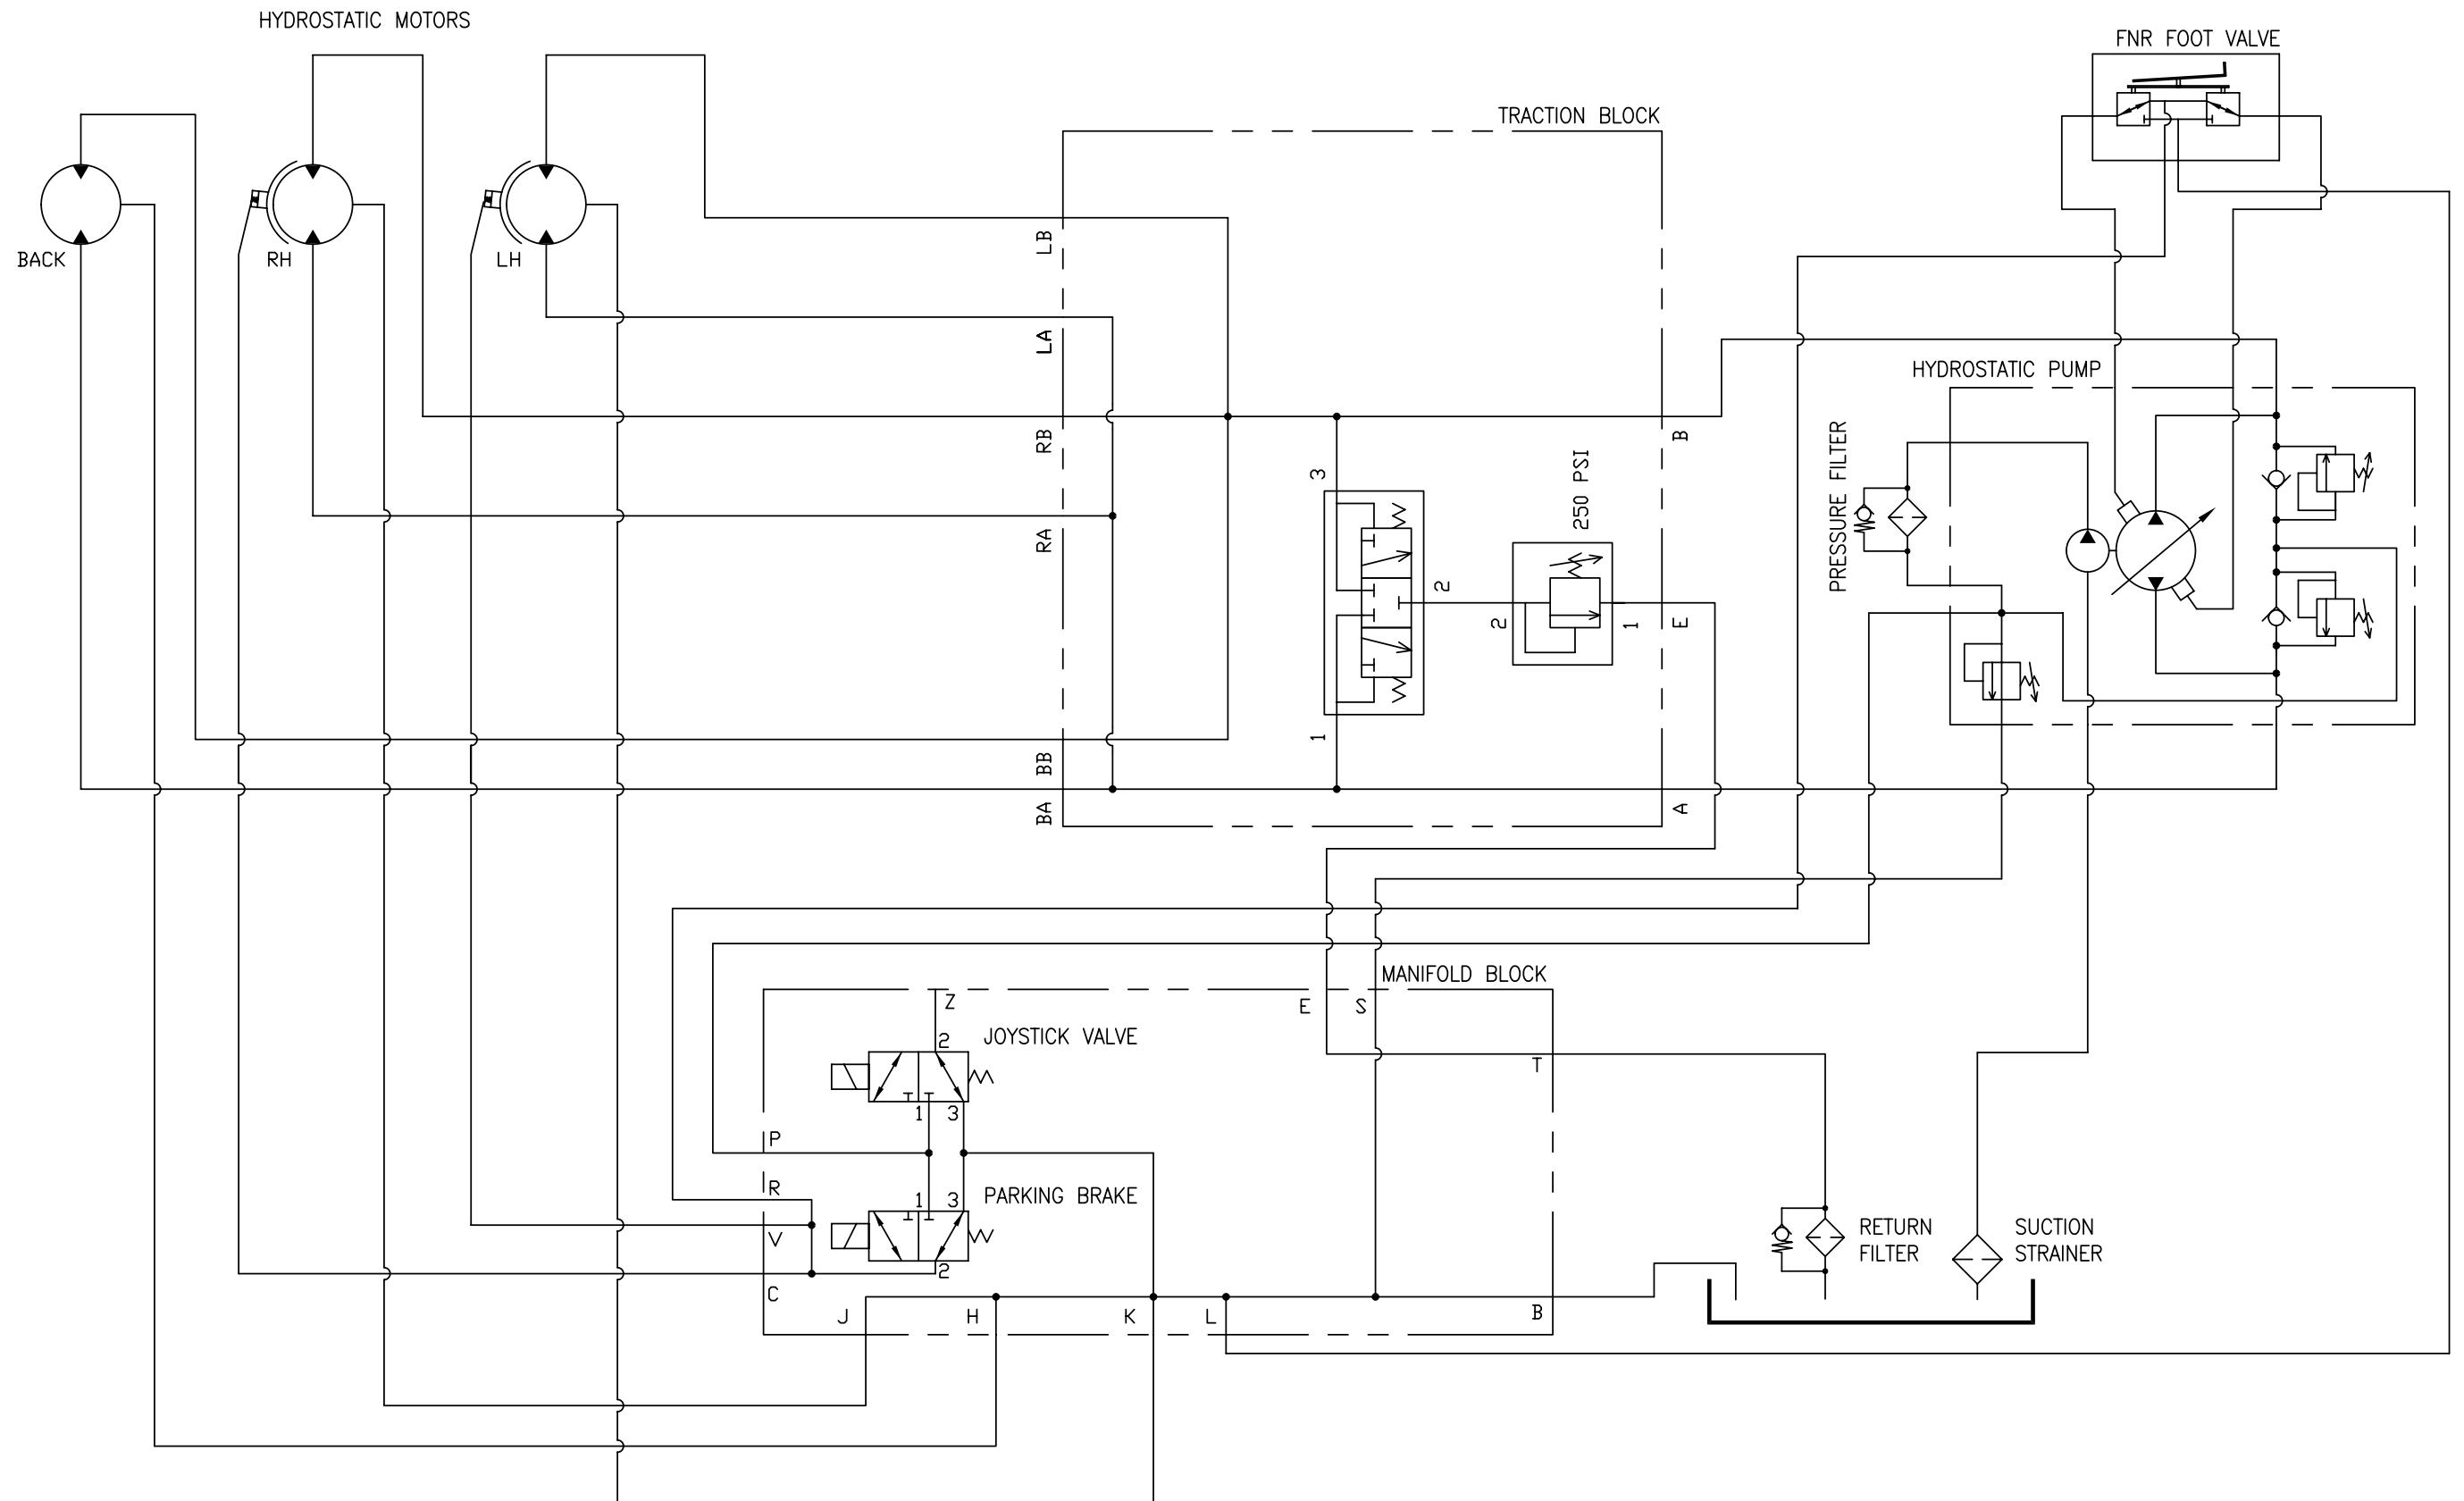 HYDROSTATIC MOTORS
FNR FOOT VALVE
TRACTION BLOCK
BACK
RH
LH
LB
LA
HYDROSTATIC PUMP
RB
B
3
250 PSI
PRESSURE FILTER
RA
2
2
1
E
1
BB
BA
A
MANIFOLD BLOCK
Z
E
S
2
JOYSTICK VALVE
T
1
3
P
R
1
3
PARKING BRAKE
V
2
C
J
H
K
L
B
RETURN
FILTER
SUCTION
STRAINER